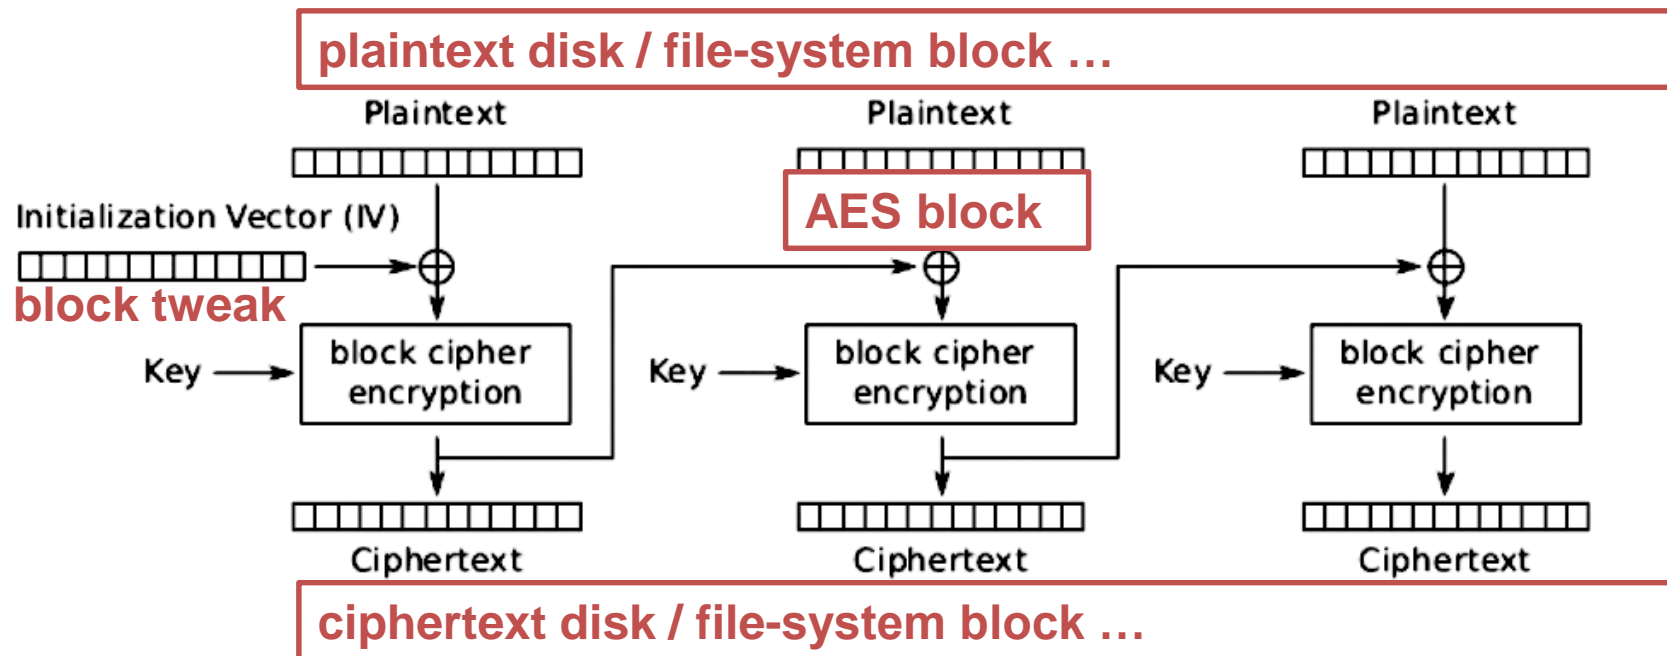 plaintext disk / file-system block ...
Plaintext
Plaintext
Plaintext
Initialization Vector (IV)
AES block
block tweak
Key
block cipher
encryption
Key
block cipher
encryption
Key
block cipher
encryption
Ciphertext
Ciphertext
Ciphertext
ciphertext disk / file-system block ...